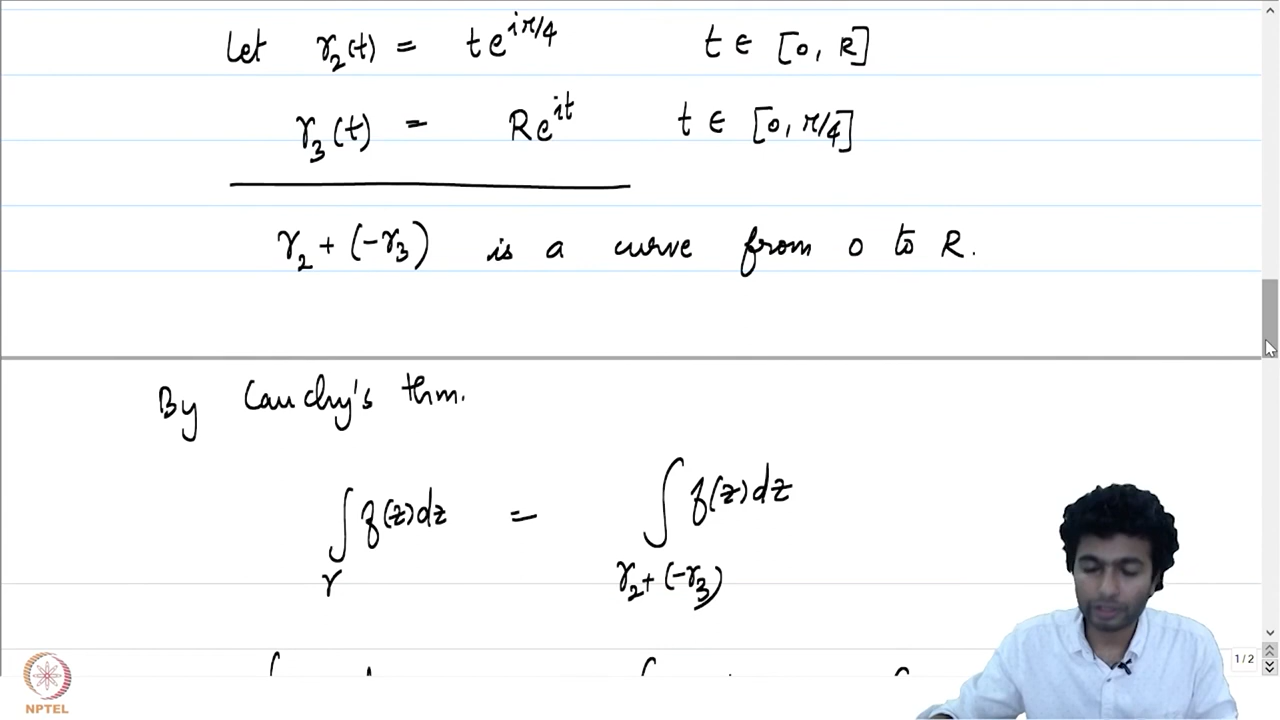 Let γ₂(t) = te^{iπ/4} t ∈ [0, R]
γ₃(t) = Re^{it} t ∈ [0, π/4]
γ₂ + (-γ₃) is a curve from 0 to R.
By Cauchy's thm.
∫_γ f(z)dz = ∫_{γ₂+(-γ₃)} f(z)dz
1/2
NPTEL